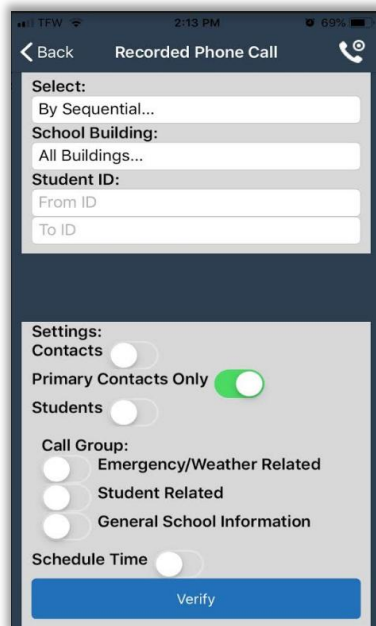 TFW 2:13 PM 69%
Back Recorded Phone Call
Select:
By Sequential...
School Building:
All Buildings...
Student ID:
From ID
To ID
Settings:
Contacts
Primary Contacts Only
Students
Call Group:
Emergency/Weather Related
Student Related
General School Information
Schedule Time
Verify